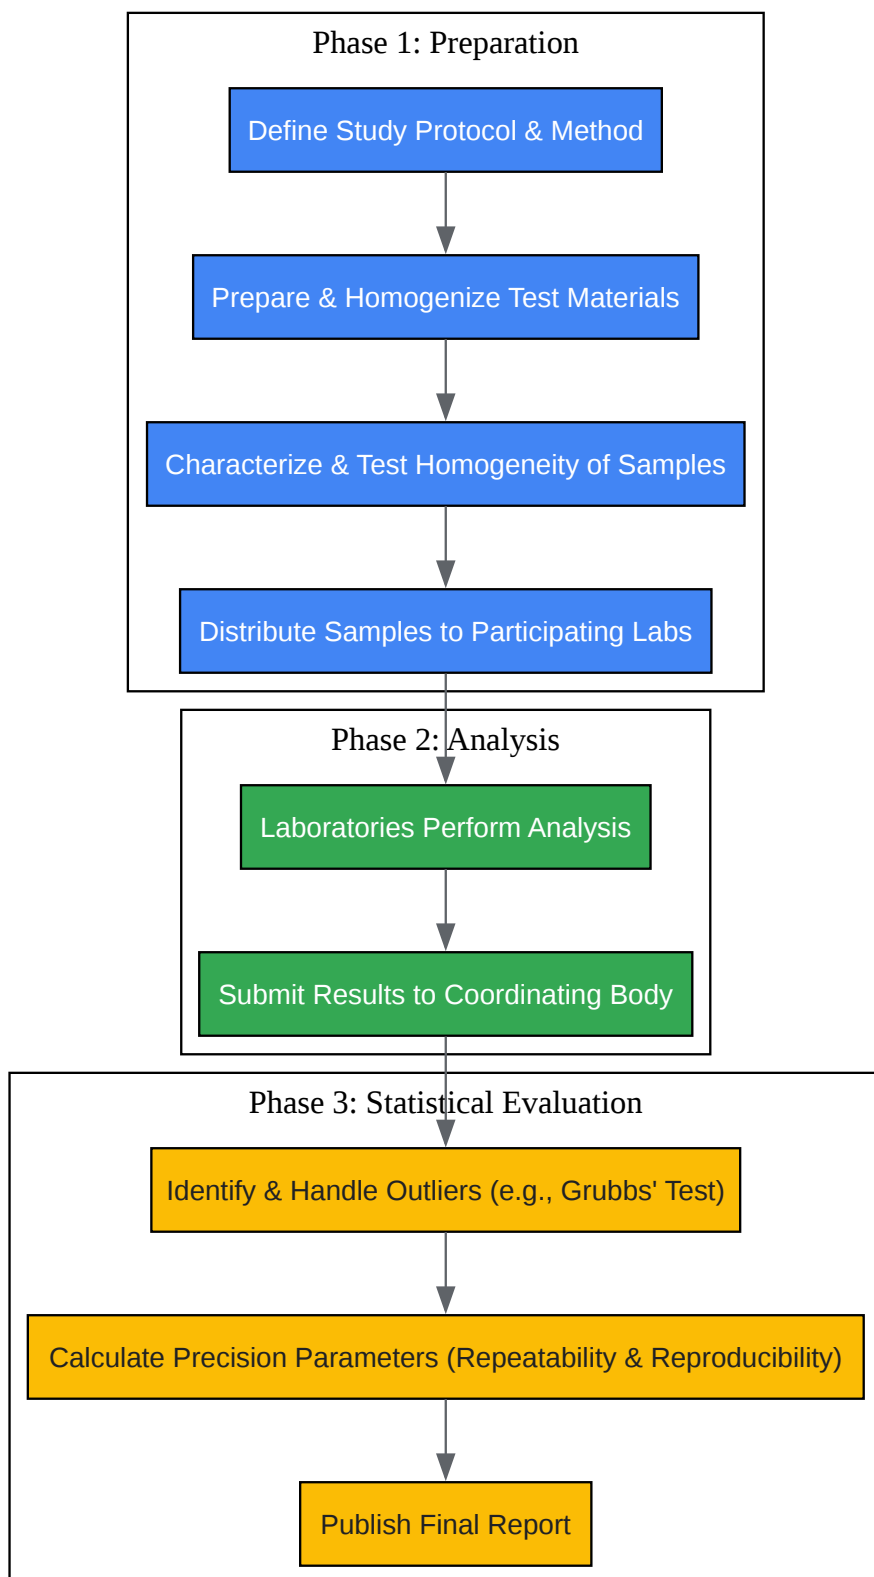 Phase 1: Preparation
Define Study Protocol & Method
Prepare & Homogenize Test Materials
Characterize & Test Homogeneity of Samples
Distribute Samples to Participating Labs
Phase 2: Analysis
Laboratories Perform Analysis
Submit Results to Coordinating Body
Phase 3: Statistical Evaluation
Identify & Handle Outliers (e.g., Grubbs' Test)
Calculate Precision Parameters (Repeatability & Reproducibility)
Publish Final Report